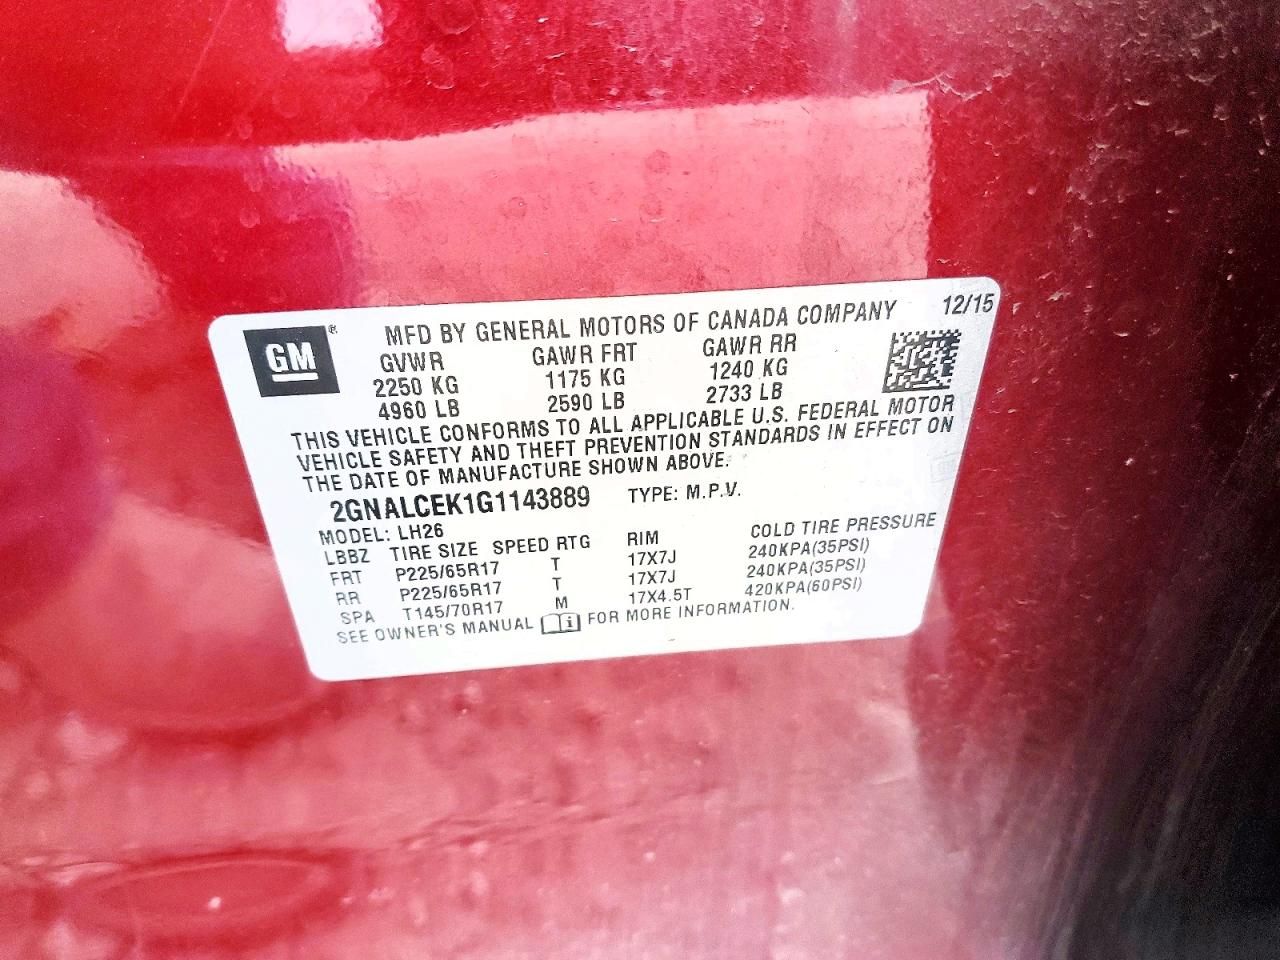 GM® MFD BY GENERAL MOTORS OF CANADA COMPANY 12/15
GVWR GAWR FRT GAWR RR
2250 KG 1175 KG 1240 KG
4960 LB 2590 LB 2733 LB
THIS VEHICLE CONFORMS TO ALL APPLICABLE U.S. FEDERAL MOTOR
VEHICLE SAFETY AND THEFT PREVENTION STANDARDS IN EFFECT ON
THE DATE OF MANUFACTURE SHOWN ABOVE.
2GNALCEK1G1143889 TYPE: M.P.V.
MODEL: LH26
LBBZ TIRE SIZE SPEED RTG RIM COLD TIRE PRESSURE
FRT P225/65R17 T 17X7J 240KPA(35PSI)
RR P225/65R17 T 17X7J 240KPA(35PSI)
SPA T145/70R17 M 17X4.5T 420KPA(60PSI)
SEE OWNER'S MANUAL i FOR MORE INFORMATION.